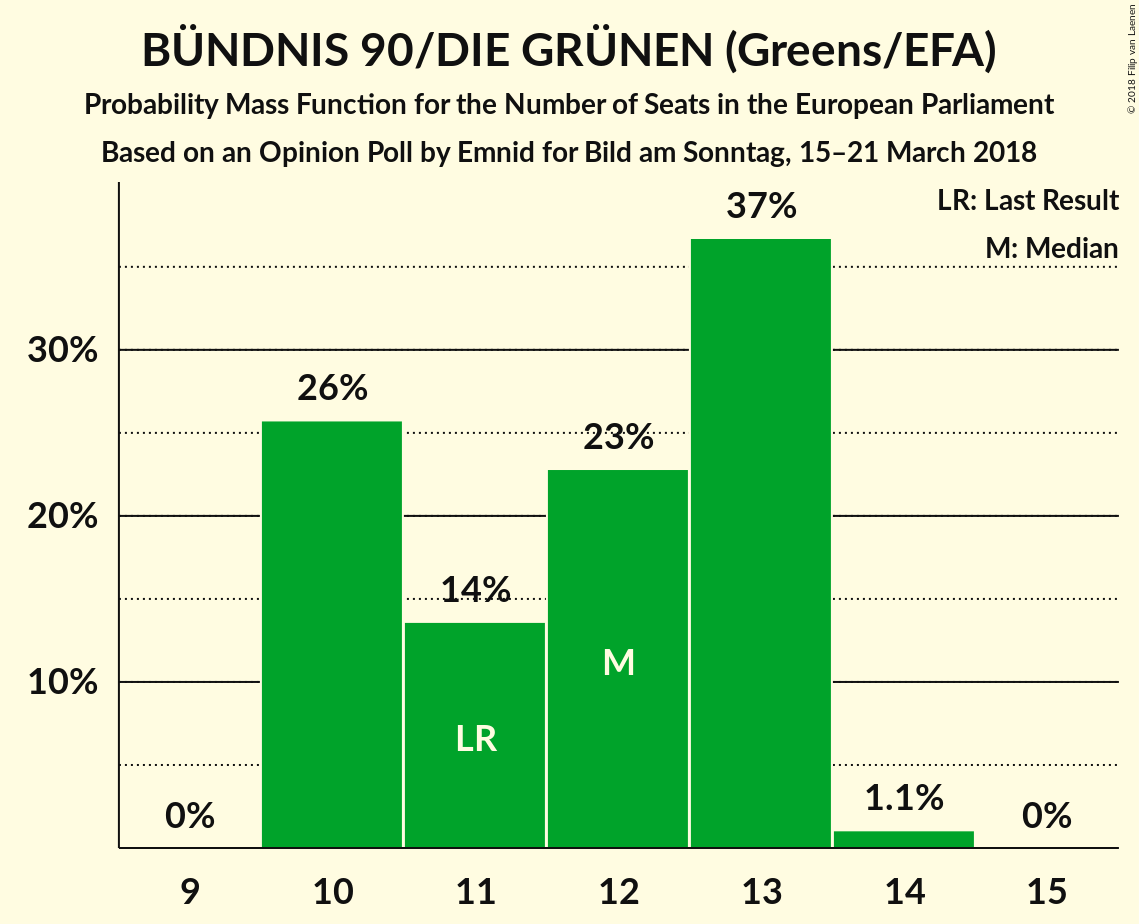 BÜNDNIS 90/DIE GRÜNEN (Greens/EFA)
Probability Mass Function for the Number of Seats in the European Parliament
Based on an Opinion Poll by Emnid for Bild am Sonntag, 15–21 March 2018
© 2018 Filip van Laenen
LR: Last Result
M: Median
37%
30%
26%
23%
20%
14%
M
10%
LR
1.1%
0%
0%
9
10
11
12
13
14
15